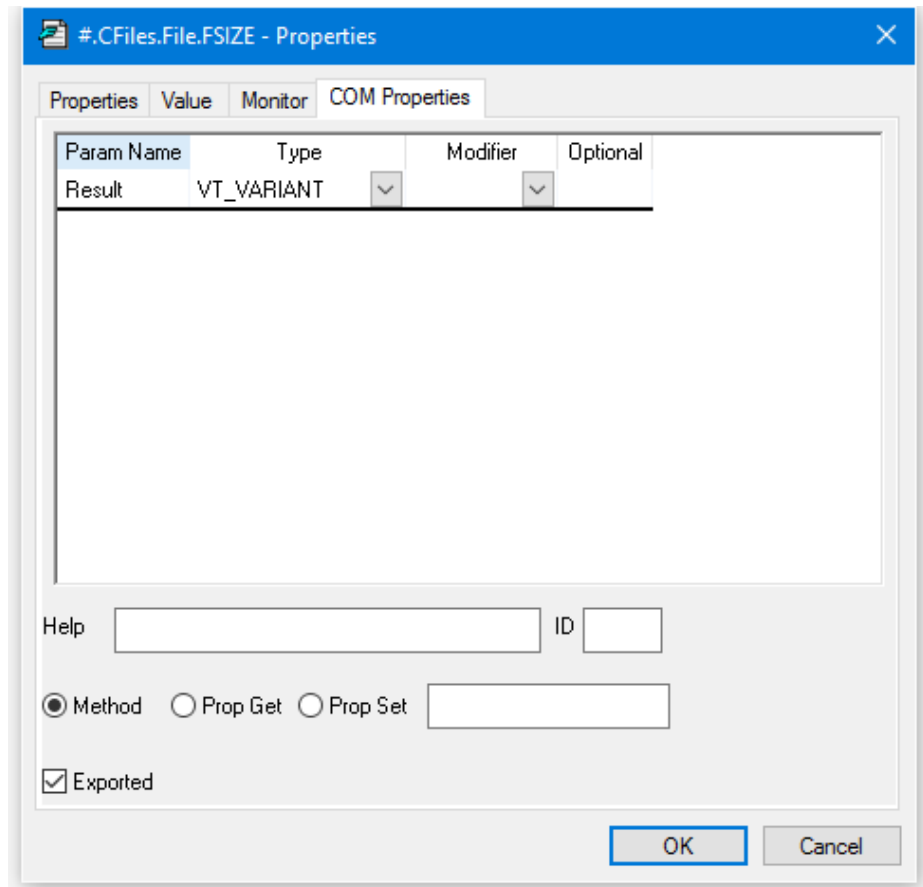 #.CFiles.File.FSIZE - Properties
Properties Value Monitor COM Properties
Param Name Type Modifier Optional
Result VT_VARIANT
Help ID
Method Prop Get Prop Set
Exported
OK Cancel